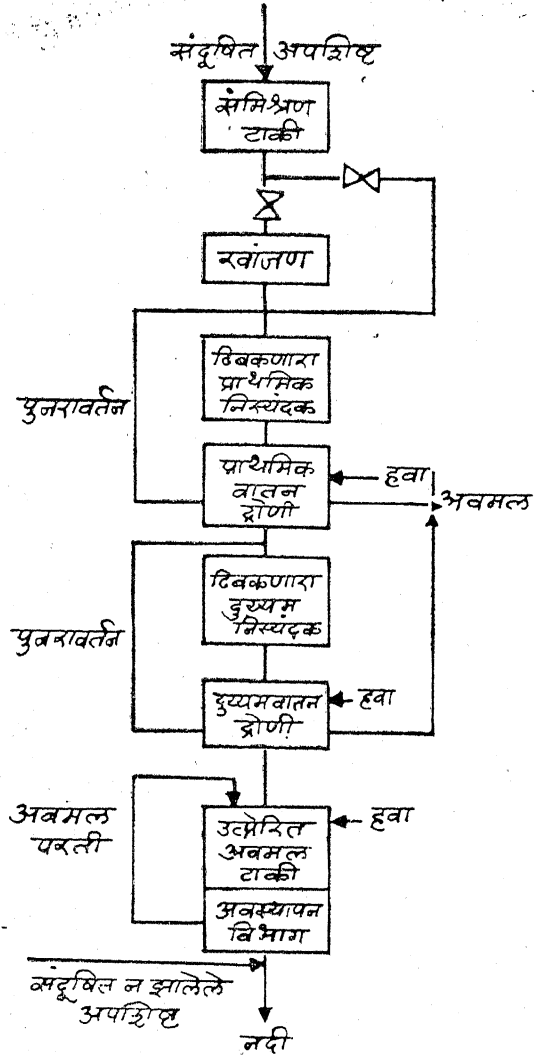 संदूषित अपशिष्ट
संमिश्रण
टाकी
रवांजण
ठिबकणारा
प्राथमिक
निस्यंदक
पुनरावर्तन
प्राथमिक
वातन
द्रोणी
हवा
अवमल
ठिबकणारा
दुय्यम
निस्यंदक
पुनरावर्तन
दुय्यमवातन
द्रोणी
हवा
अवमल
परती
उत्प्रेरित
अवमल
टाकी
हवा
अवस्थापन
विभाग
संदूषित न झालेले
अपशिष्ट
नदी